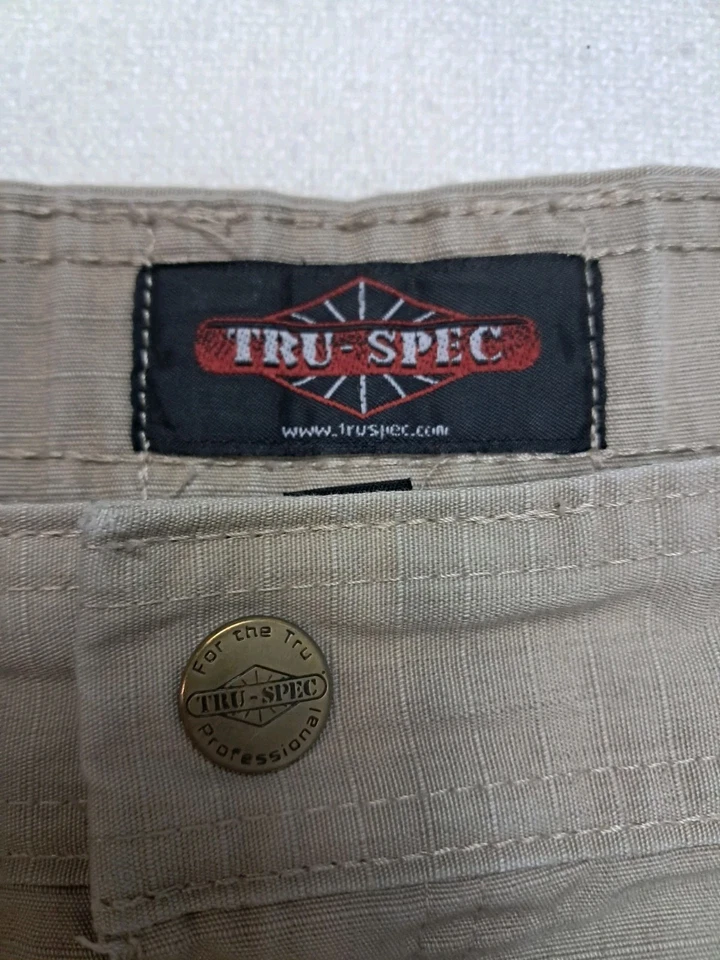 TRU-SPEC
www.truspec.com
For the Tru
TRU-SPEC
Professional